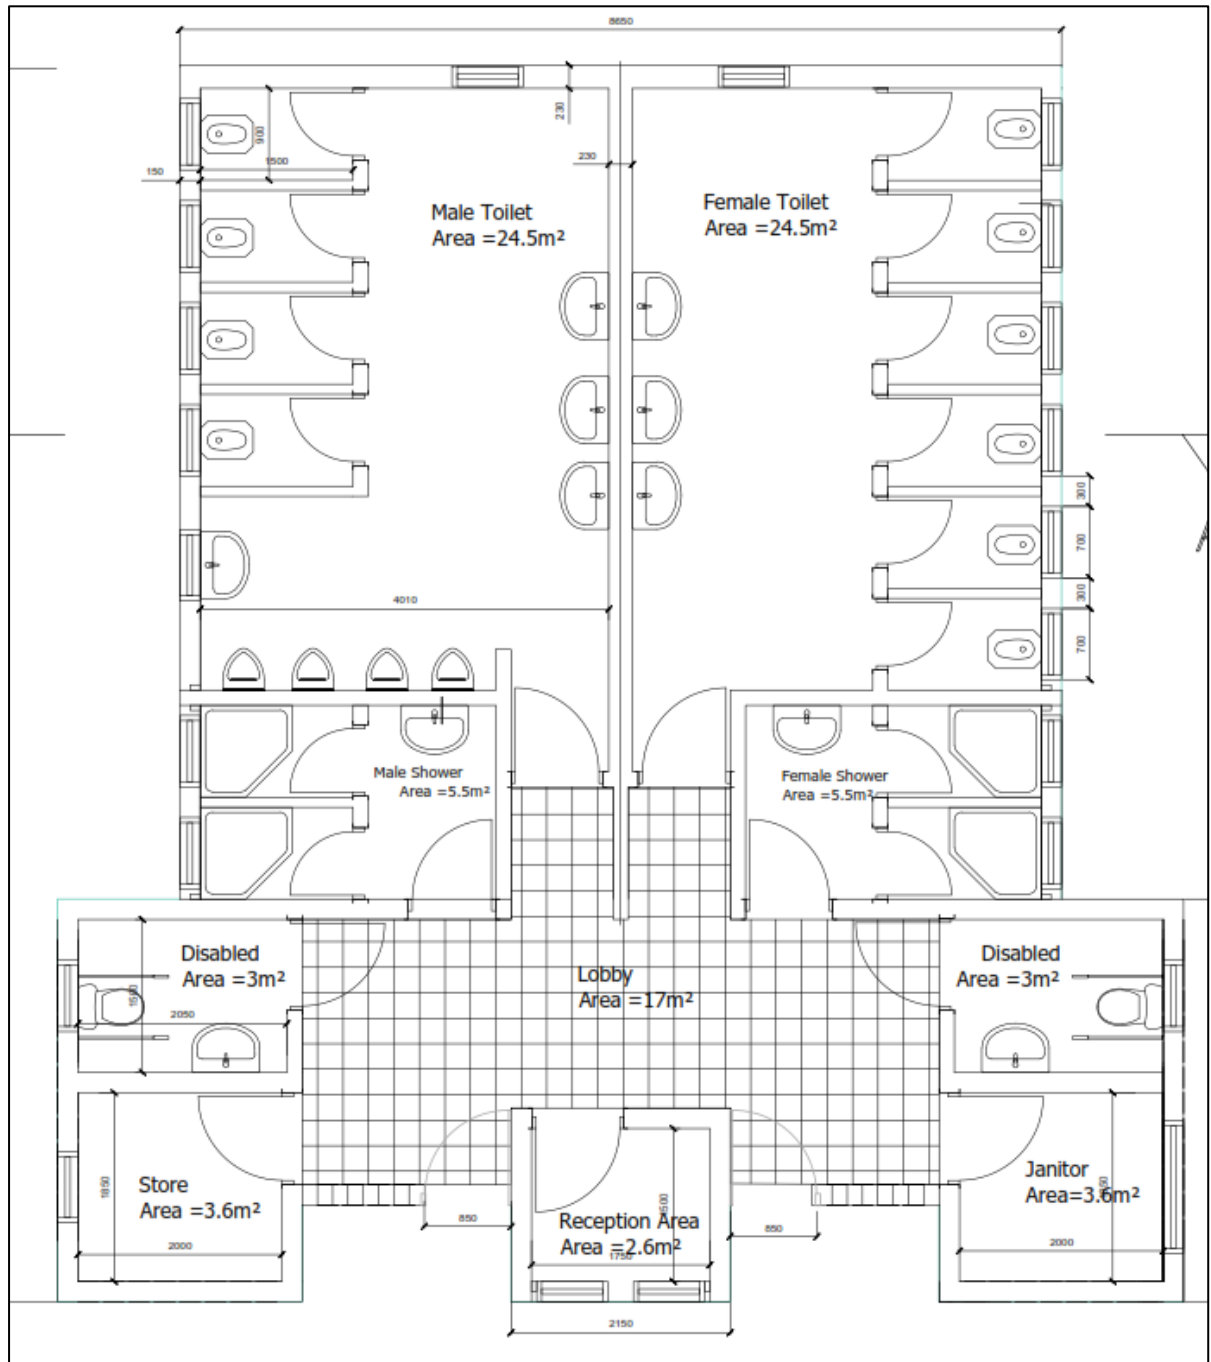 8650
230
900
1500
230
150
Male Toilet
Area =24.5m²
Female Toilet
Area =24.5m²
300
700
4010
300
700
Male Shower
Area =5.5m²
Female Shower
Area =5.5m²
Disabled
Area =3m²
Lobby
Area =17m²
Disabled
Area =3m²
1500
2050
Store
Area =3.6m²
1850
2000
850
Reception Area
Area =2.6m²
1500
1750
850
Janitor
Area=3.6m²
2000
2150